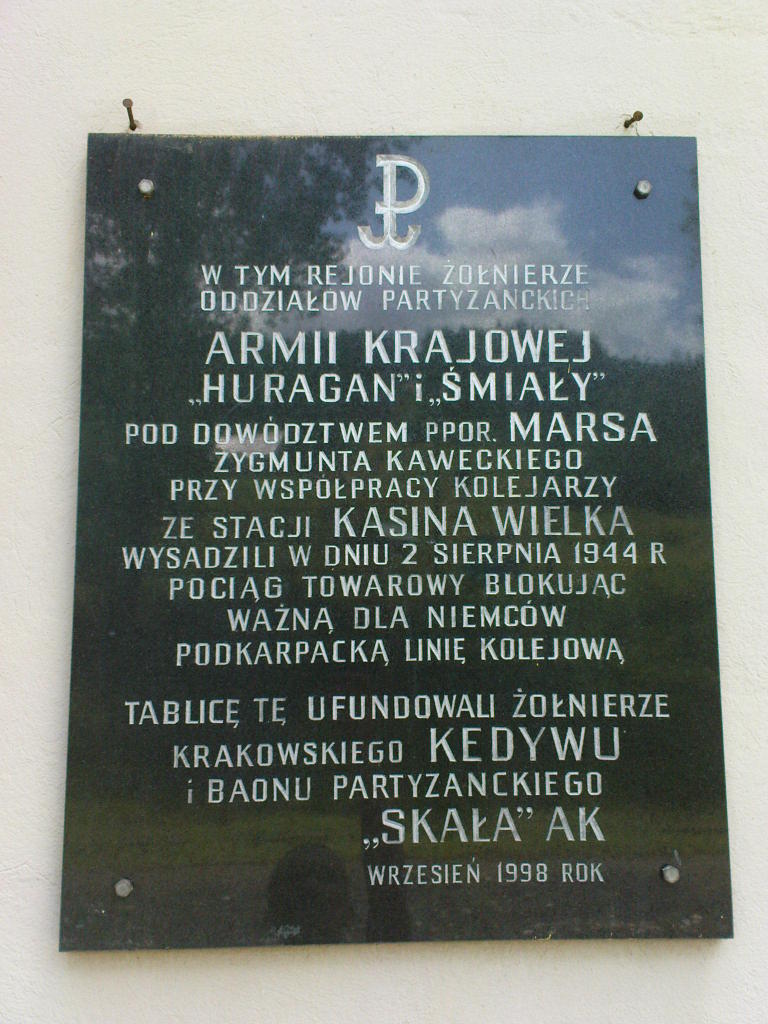 W TYM REJONIE ŻOŁNIERZE
ODDZIAŁÓW PARTYZANCKICH
ARMII KRAJOWEJ
„HURAGAN” i „ŚMIAŁY”
POD DOWÓDZTWEM PPOR. MARSA
ZYGMUNTA KAWECKIEGO
PRZY WSPÓŁPRACY KOLEJARZY
ZE STACJI KASINA WIELKA
WYSADZILI W DNIU 2 SIERPNIA 1944 R
POCIĄG TOWAROWY BLOKUJĄC
WAŻNĄ DLA NIEMCÓW
PODKARPACKĄ LINIĘ KOLEJOWĄ
TABLICĘ TĘ UFUNDOWALI ŻOŁNIERZE
KRAKOWSKIEGO KEDYWU
i BAONU PARTYZANCKIEGO
„SKAŁA” AK
WRZESIEŃ 1998 ROK